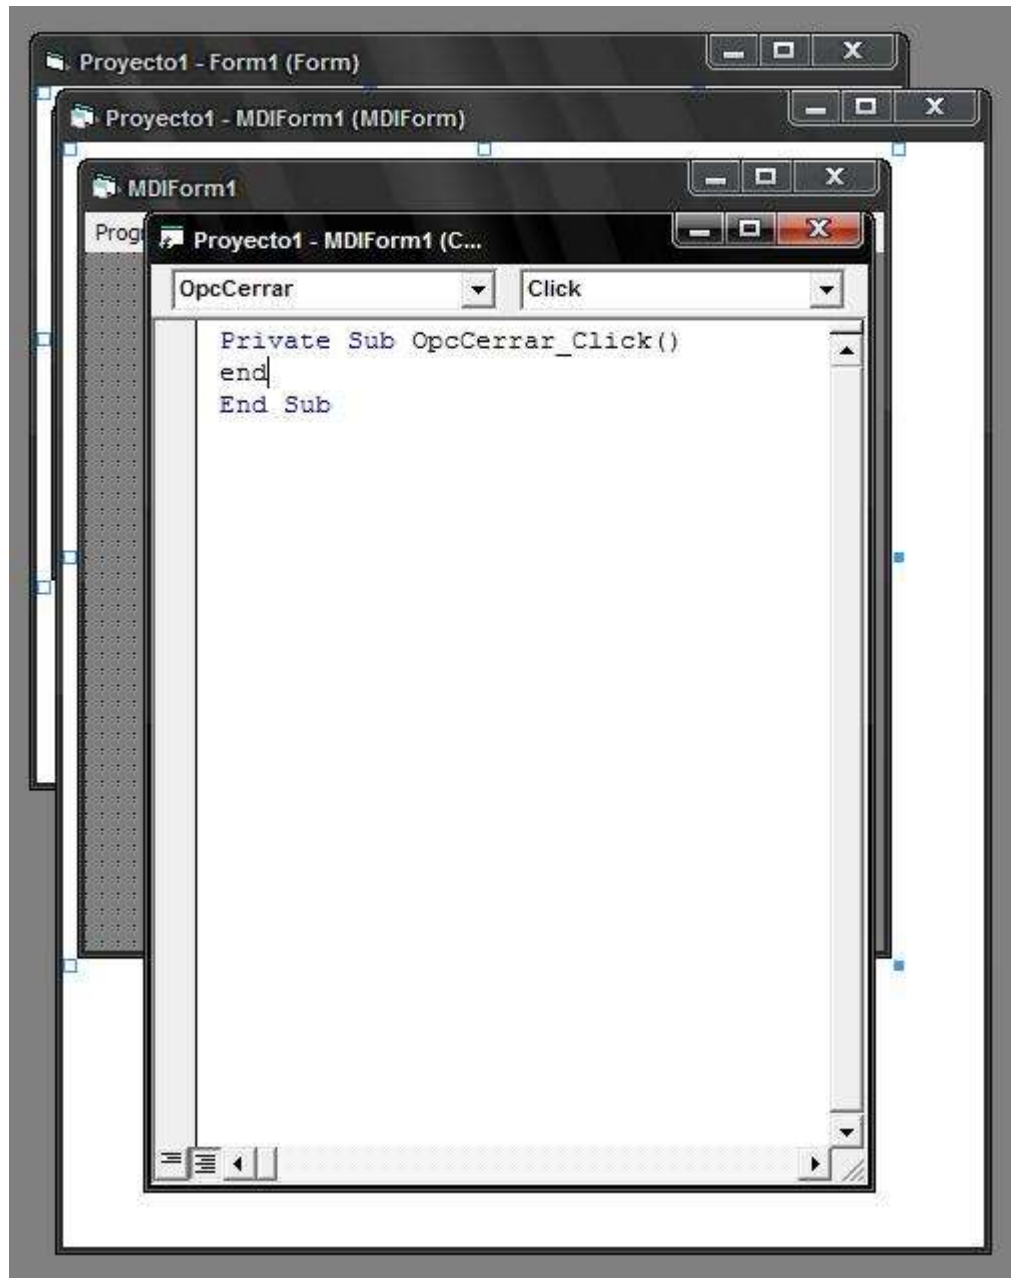 Proyecto1 - Form1 (Form)
Proyecto1 - MDIForm1 (MDIForm)
MDIForm1
Proyecto1 - MDIForm1 (C...
OpcCerrar Click
Private Sub OpcCerrar_Click()
end
End Sub